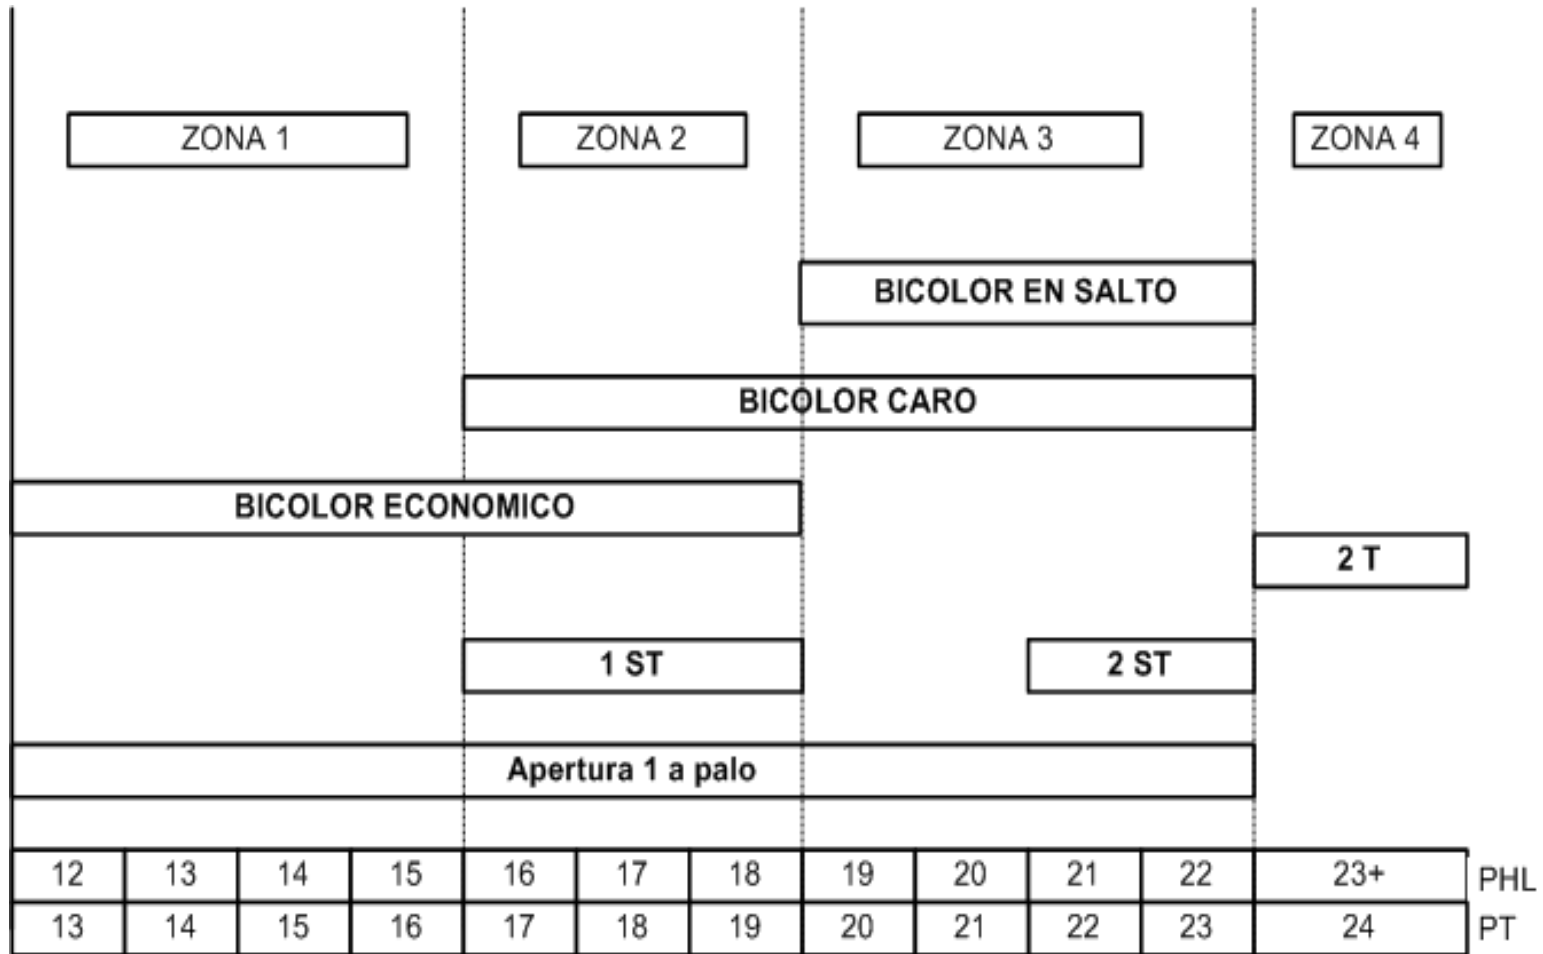 ZONA 1 ZONA 2 ZONA 3 ZONA 4
BICOLOR EN SALTO
BICOLOR CARO
BICOLOR ECONOMICO
2 T
1 ST 2 ST
Apertura 1 a palo
12 13 14 15 16 17 18 19 20 21 22 23+ PHL
13 14 15 16 17 18 19 20 21 22 23 24 PT